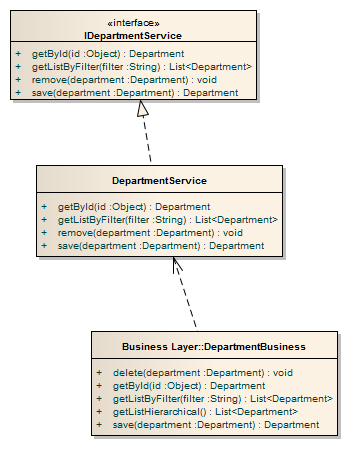 «interface»
IDepartmentService
+ getById(id :Object) : Department
+ getListByFilter(filter :String) : List<Department>
+ remove(department :Department) : void
+ save(department :Department) : Department
DepartmentService
+ getById(id :Object) : Department
+ getListByFilter(filter :String) : List<Department>
+ remove(department :Department) : void
+ save(department :Department) : Department
Business Layer::DepartmentBusiness
+ delete(department :Department) : void
+ getById(id :Object) : Department
+ getListByFilter(filter :String) : List<Department>
+ getListHierarchical() : List<Department>
+ save(department :Department) : Department